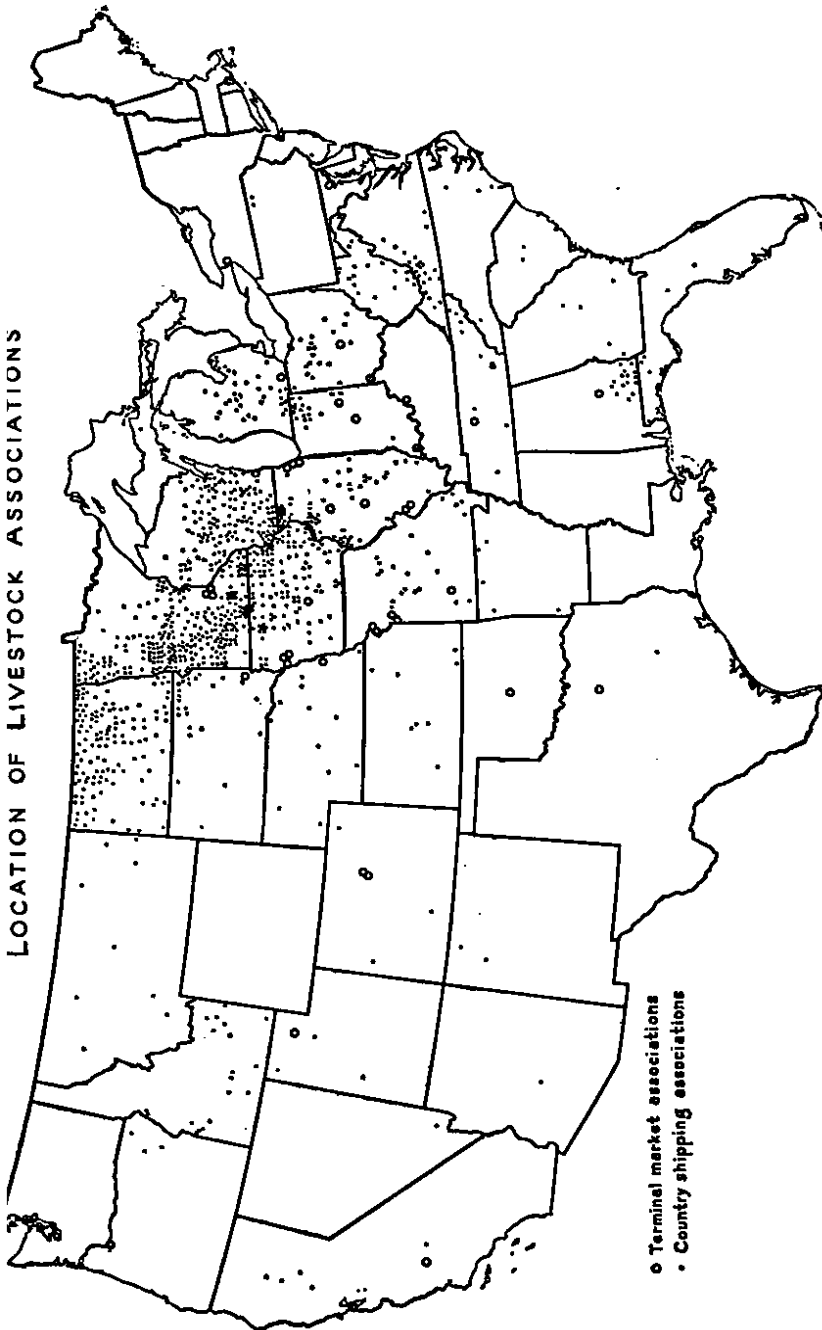 LOCATION OF LIVESTOCK ASSOCIATIONS
Terminal market associations
Country shipping associations